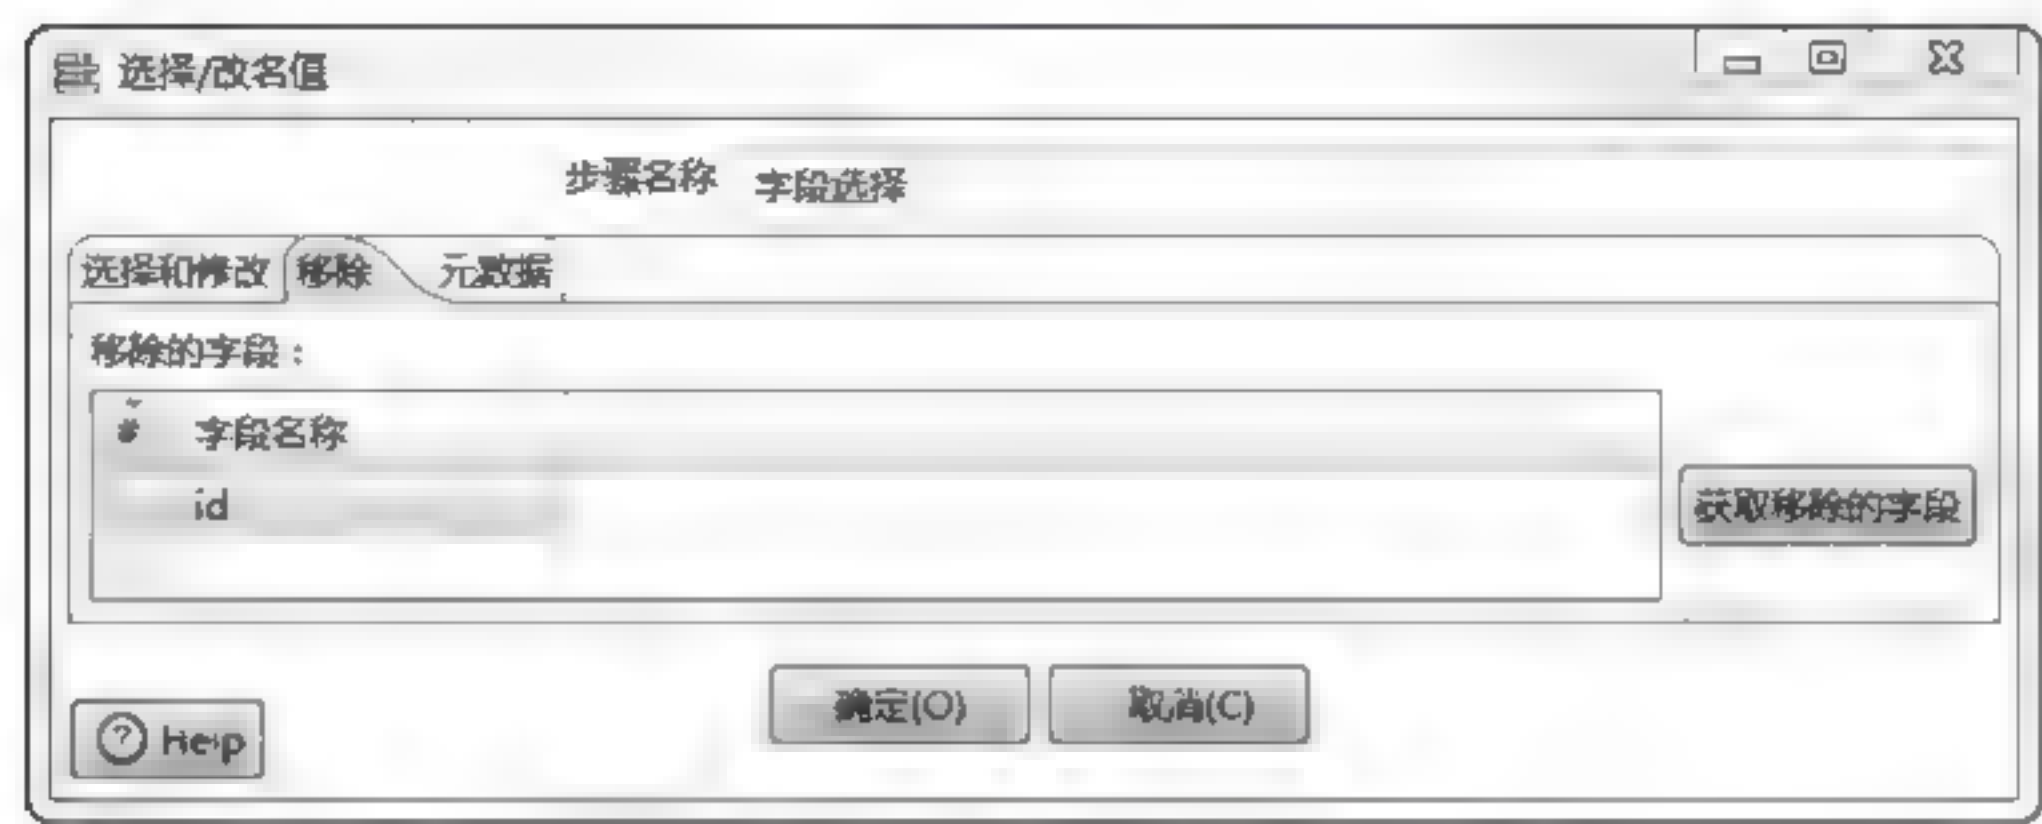 选择/改名值
步骤名称 字段选择
选择和修改 移除 元数据
移除的字段：
# 字段名称
id
获取移除的字段
确定(O) 取消(C)
Help